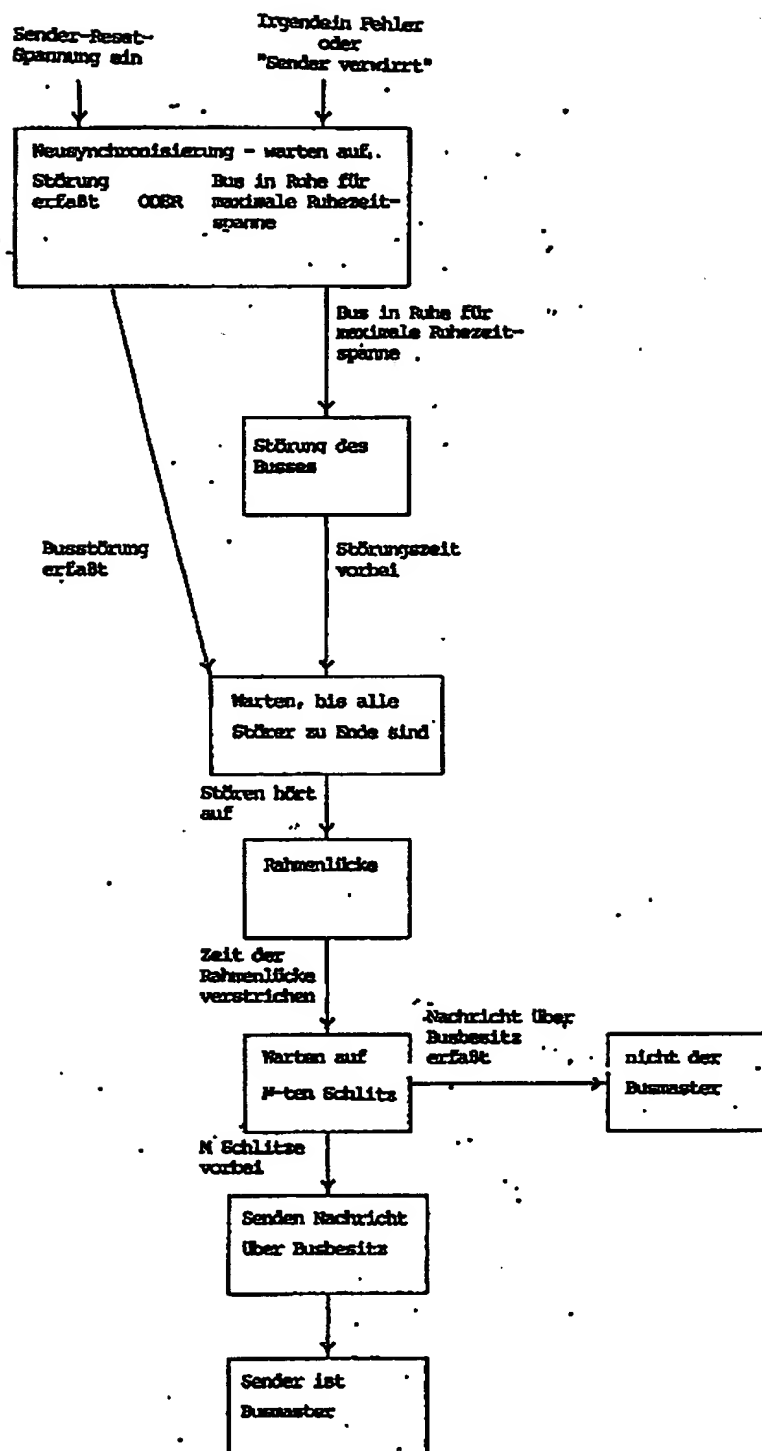 Sender-Reset-
Spannung ein
Irgendein Fehler
oder
"Sender verwirrt"
Neusynchronisierung - warten auf..
Störung
erfaßt ODER
Bus in Ruhe für
maximale Ruhezeit-
spanne
Bus in Ruhe für
maximale Ruhezeit-
spanne
Störung des
Busses
Busstörung
erfaßt
Störungszeit
vorbei
Warten, bis alle
Störer zu Ende sind
Stören hört
auf
Rahmenlücke
Zeit der
Rahmenlücke
verstrichen
Warten auf
M-ten Schlitz
Nachricht über
Busbesitz
erfaßt
nicht der
Busmaster
M Schlitze
vorbei
Senden Nachricht
über Busbesitz
Sender ist
Busmaster